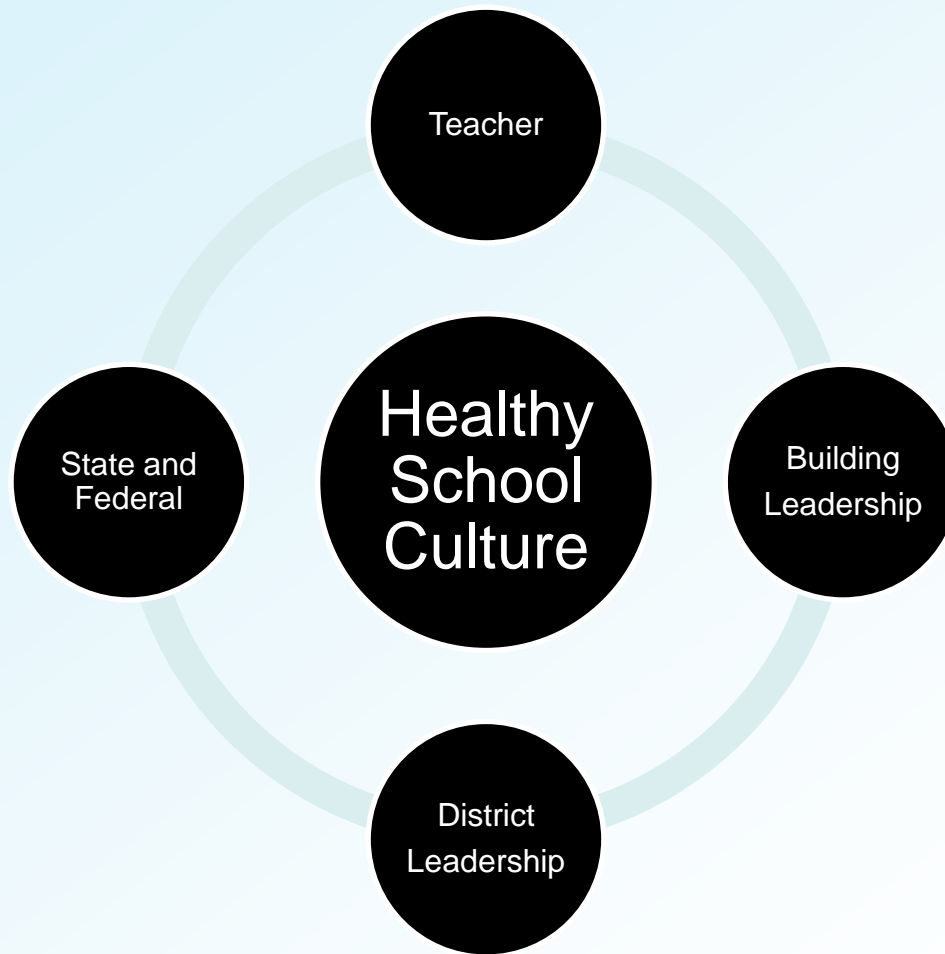 Teacher
Healthy
School
Culture
State and
Federal
Building
Leadership
District
Leadership